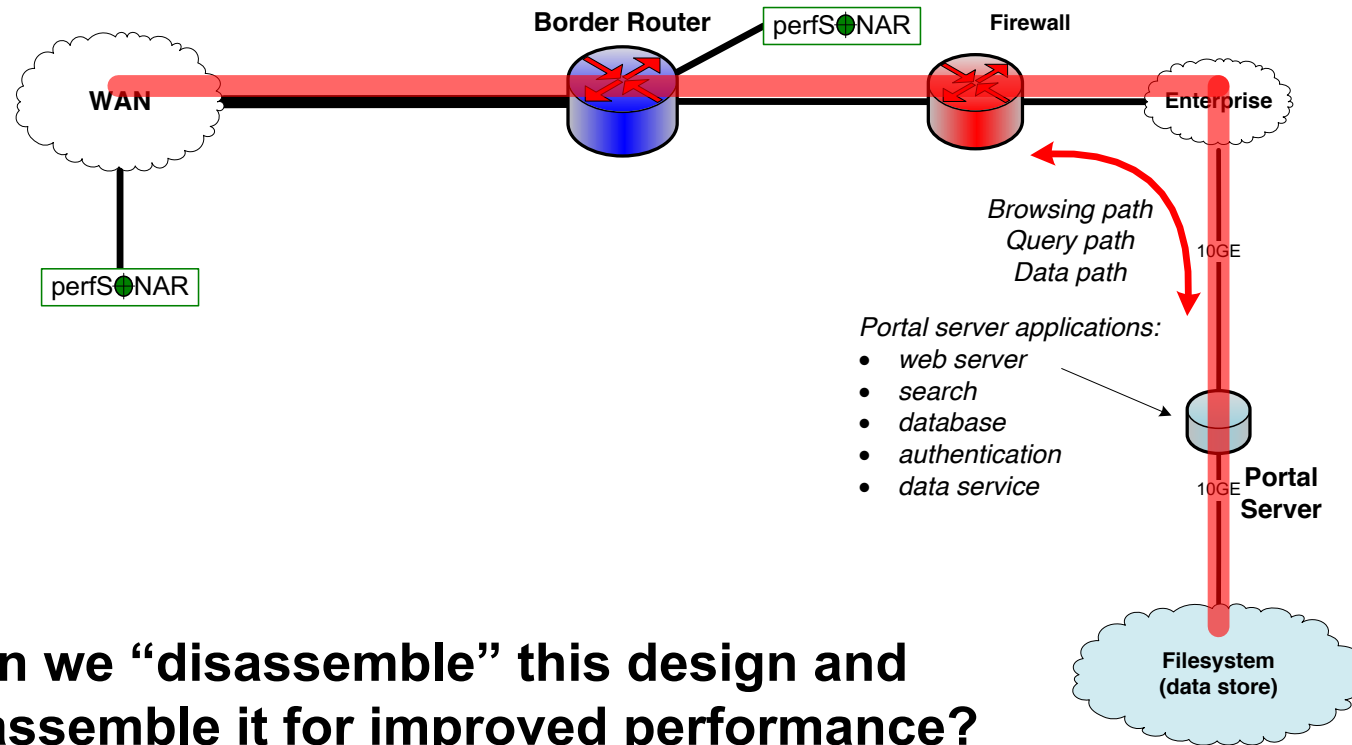 Border Router
perfSONAR
Firewall
WAN
Enterprise
perfSONAR
Browsing path
Query path
Data path
10GE
Portal server applications:
• web server
• search
• database
• authentication
• data service
10GE
Portal
Server
Filesystem
(data store)
n we “disassemble” this design and
assemble it for improved performance?